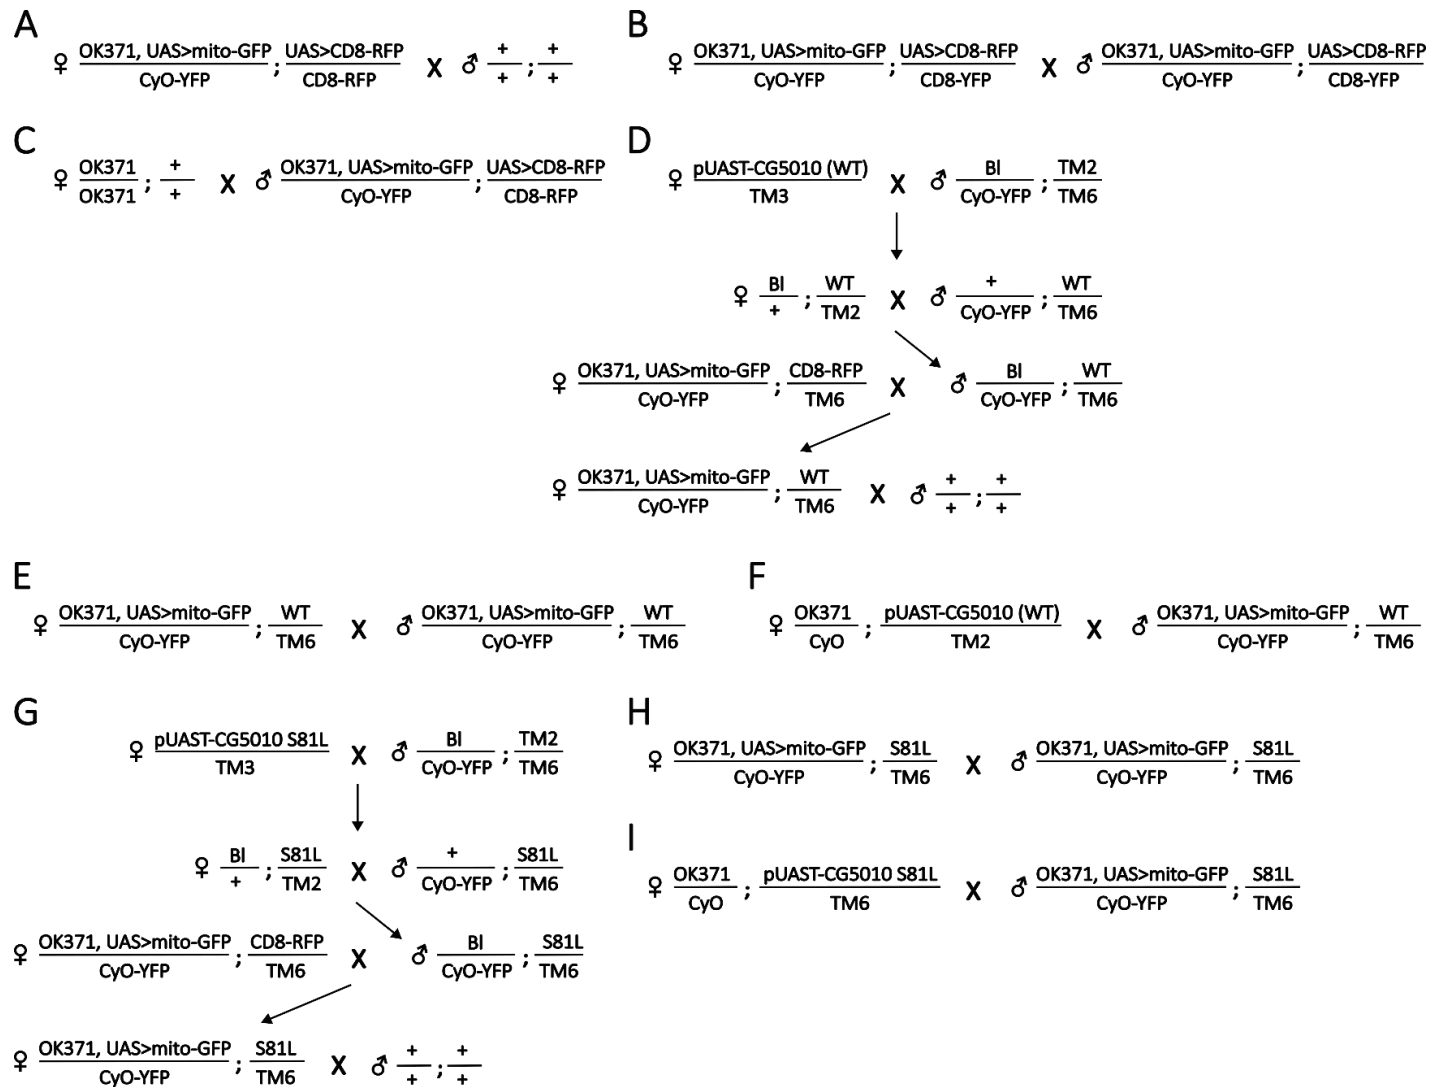 A
♀ OK371, UAS>mito-GFP ; UAS>CD8-RFP X ♂ + ; +
CyO-YFP CD8-RFP + +
B
♀ OK371, UAS>mito-GFP ; UAS>CD8-RFP X ♂ OK371, UAS>mito-GFP ; UAS>CD8-RFP
CyO-YFP CD8-YFP CyO-YFP CD8-YFP
C
♀ OK371 ; + X ♂ OK371, UAS>mito-GFP ; UAS>CD8-RFP
OK371 + CyO-YFP CD8-RFP
D
♀ pUAST-CG5010 (WT) X ♂ Bl ; TM2
TM3 CyO-YFP TM6
♀ Bl ; WT X ♂ + ; WT
+ TM2 CyO-YFP TM6
♀ OK371, UAS>mito-GFP ; CD8-RFP X ♂ Bl ; WT
CyO-YFP TM6 CyO-YFP TM6
♀ OK371, UAS>mito-GFP ; WT X ♂ + ; +
CyO-YFP TM6 + +
E
♀ OK371, UAS>mito-GFP ; WT X ♂ OK371, UAS>mito-GFP ; WT
CyO-YFP TM6 CyO-YFP TM6
F
♀ OK371 ; pUAST-CG5010 (WT) X ♂ OK371, UAS>mito-GFP ; WT
CyO TM2 CyO-YFP TM6
G
♀ pUAST-CG5010 S81L X ♂ Bl ; TM2
TM3 CyO-YFP TM6
♀ Bl ; S81L X ♂ + ; S81L
+ TM2 CyO-YFP TM6
♀ OK371, UAS>mito-GFP ; CD8-RFP X ♂ Bl ; S81L
CyO-YFP TM6 CyO-YFP TM6
♀ OK371, UAS>mito-GFP ; S81L X ♂ + ; +
CyO-YFP TM6 + +
H
♀ OK371, UAS>mito-GFP ; S81L X ♂ OK371, UAS>mito-GFP ; S81L
CyO-YFP TM6 CyO-YFP TM6
I
♀ OK371 ; pUAST-CG5010 S81L X ♂ OK371, UAS>mito-GFP ; S81L
CyO TM6 CyO-YFP TM6